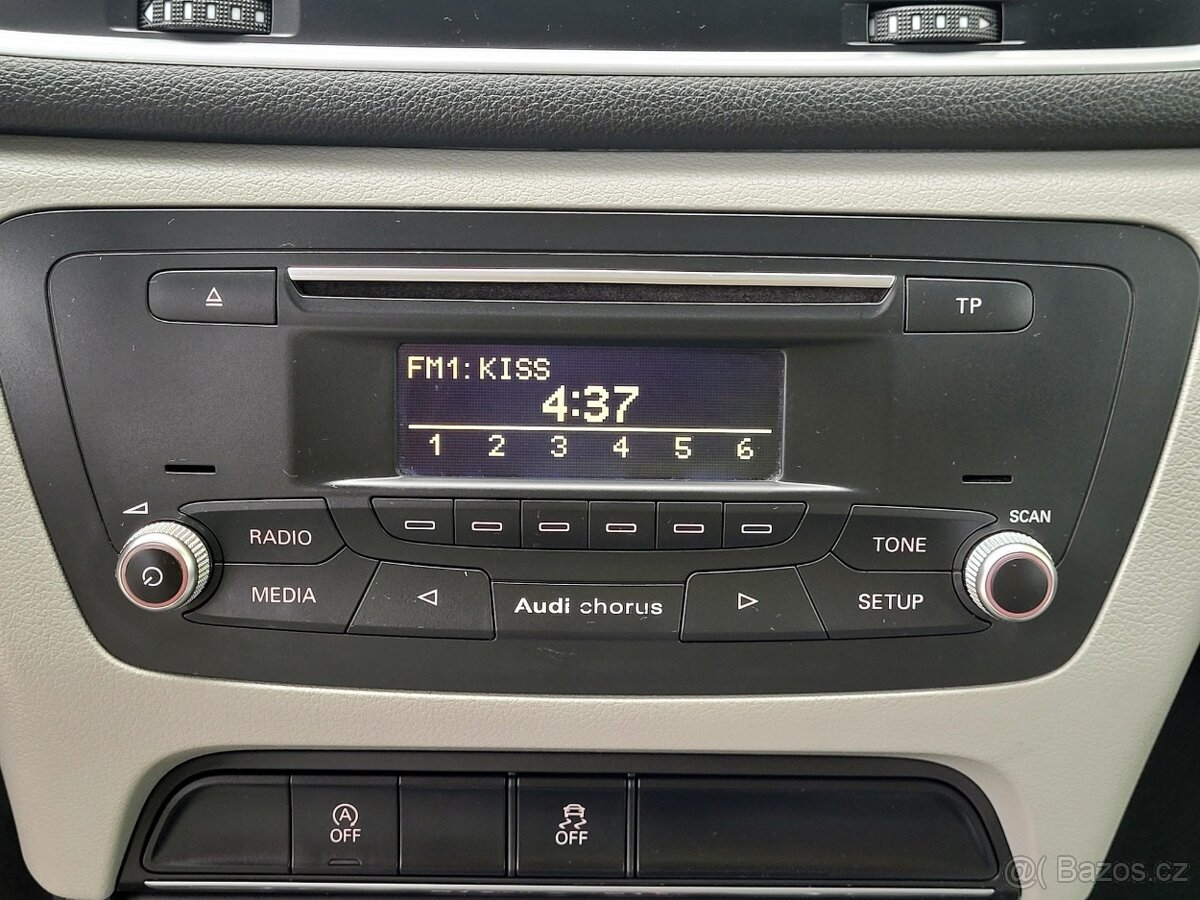 TP
FM1: KISS
4:37
1 2 3 4 5 6
SCAN
RADIO
TONE
MEDIA
Audi chorus
SETUP
A
OFF
OFF
@( Bazos.cz